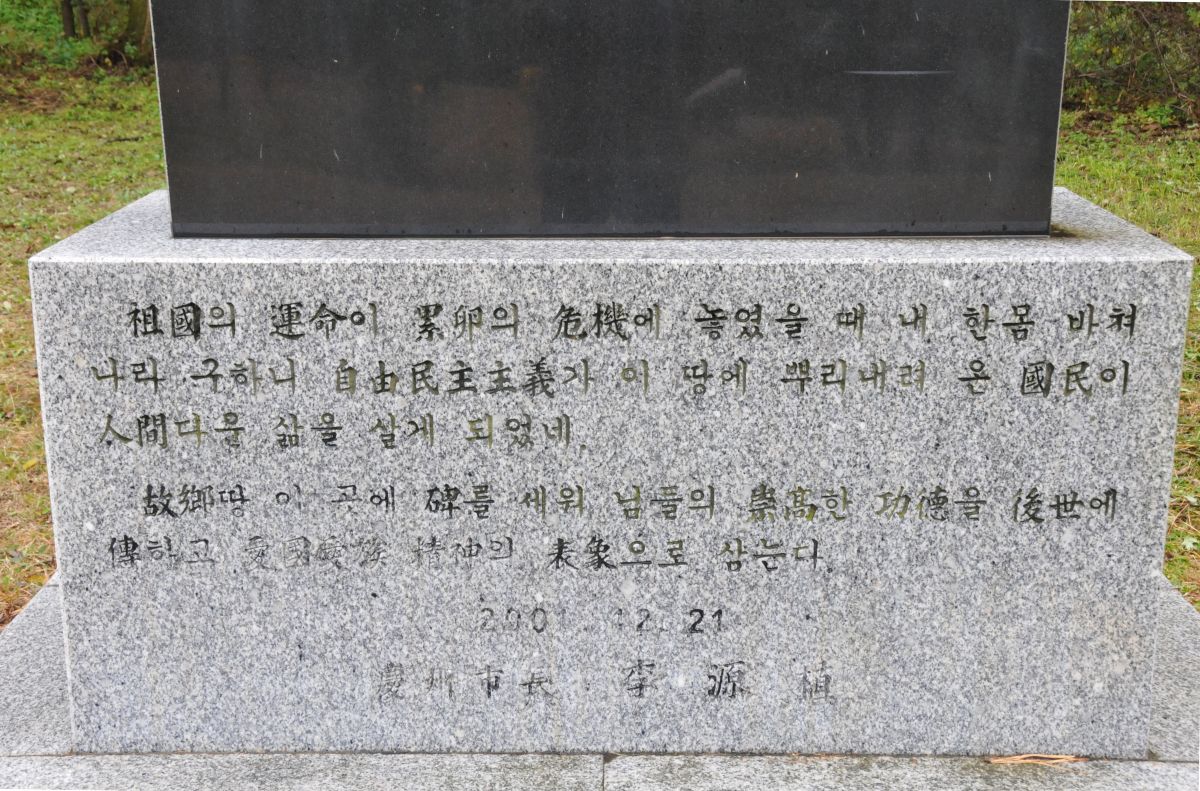 祖國의 運命이 累卵의 危機에 놓였을 때 내 한몸 바쳐
나라 구하니 自由民主主義가 이 땅에 뿌리내려 온 國民이
人間다운 삶을 살게 되었네.
故鄕땅 이 곳에 碑를 세워 님들의 崇高한 功德을 後世에
傳하고 愛國愛族 精神의 表象으로 삼는다.
12. 21
慶州市長 李源植